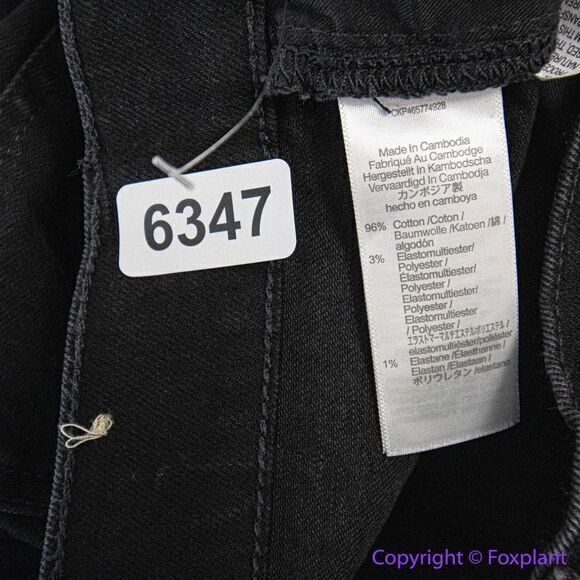 CKP465774928
Made In Cambodia
Fabriqué Au Cambodge
Hergestellt In Kambodscha
Vervaardigd In Cambodja
カンボジア製
hecho en camboya
6347
96% Cotton /Coton /
Baumwolle /Katoen /綿 /
algodón
3% Elastomultiester /
Polyester /
Elastomultiester /
Polyester /
Elastomultiester /
Polyester /
Elastomultiester
/ Polyester /
エラストマーマルチエステル/ポリエステル /
elastomultiéster/poliéster
1% Elastane /Élasthanne /
Elastan /Elastaan /
ポリウレタン /elastano
Copyright © Foxplant